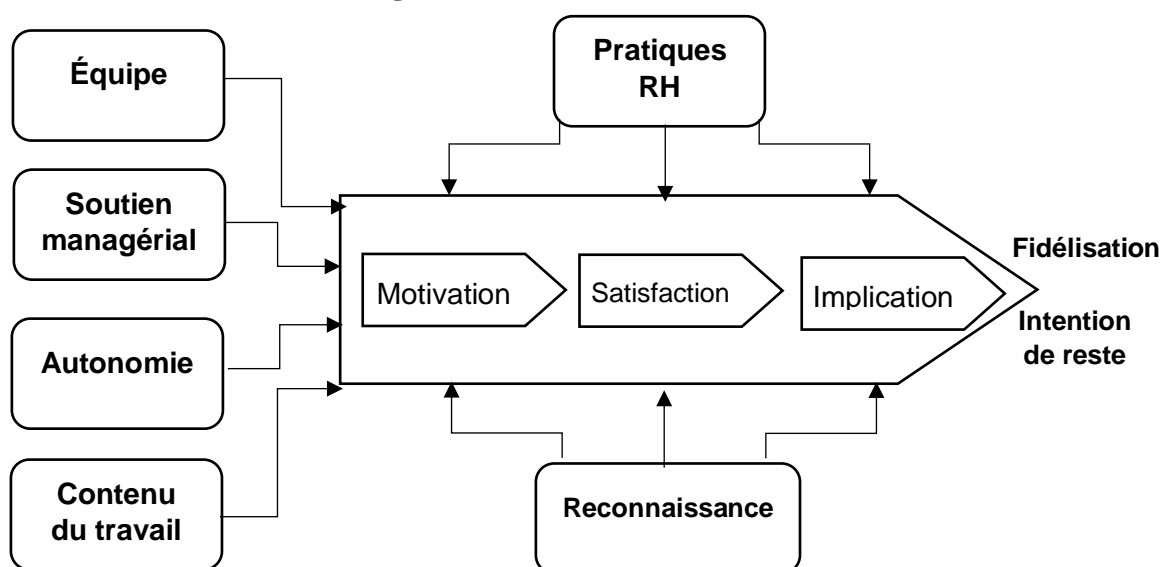 Équipe
Soutien
managérial
Autonomie
Contenu
du travail
Pratiques
RH
Motivation
Satisfaction
Implication
Reconnaissance
Fidélisation
Intention
de reste